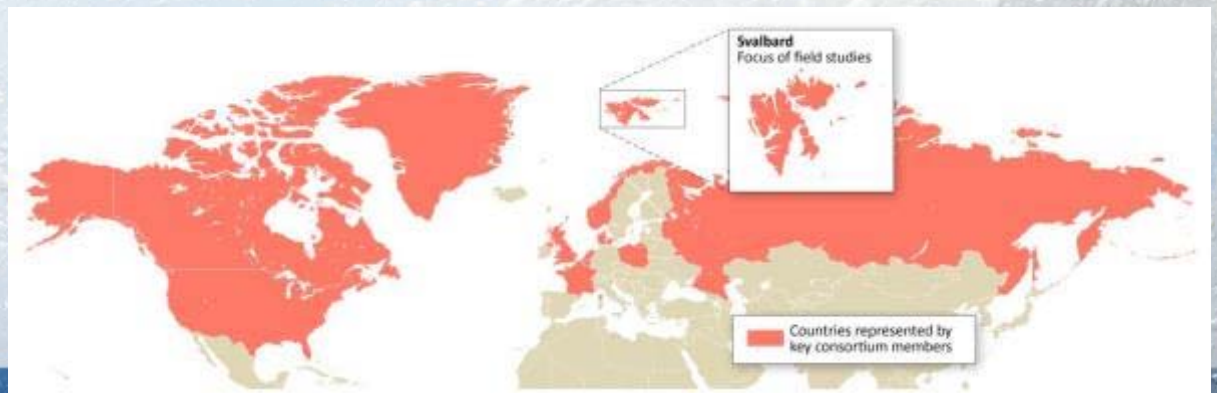 Svalbard
Focus of field studies
Countries represented by
key consortium members